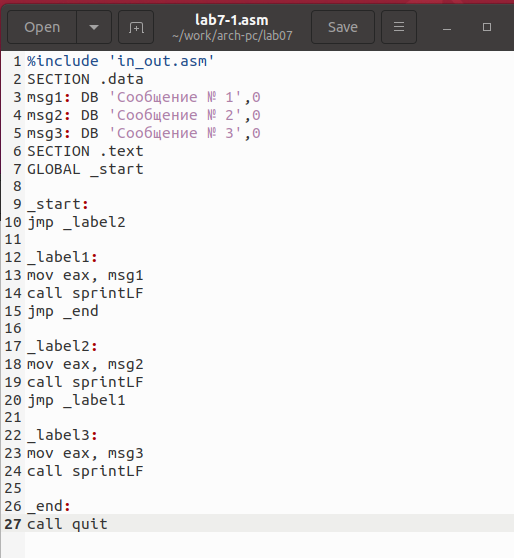 Open
lab7-1.asm
~/work/arch-pc/lab07
Save
1 %include 'in_out.asm'
2 SECTION .data
3 msg1: DB 'Сообщение № 1',0
4 msg2: DB 'Сообщение № 2',0
5 msg3: DB 'Сообщение № 3',0
6 SECTION .text
7 GLOBAL _start
8
9 _start:
10 jmp _label2
11
12 _label1:
13 mov eax, msg1
14 call sprintLF
15 jmp _end
16
17 _label2:
18 mov eax, msg2
19 call sprintLF
20 jmp _label1
21
22 _label3:
23 mov eax, msg3
24 call sprintLF
25
26 _end:
27 call quit